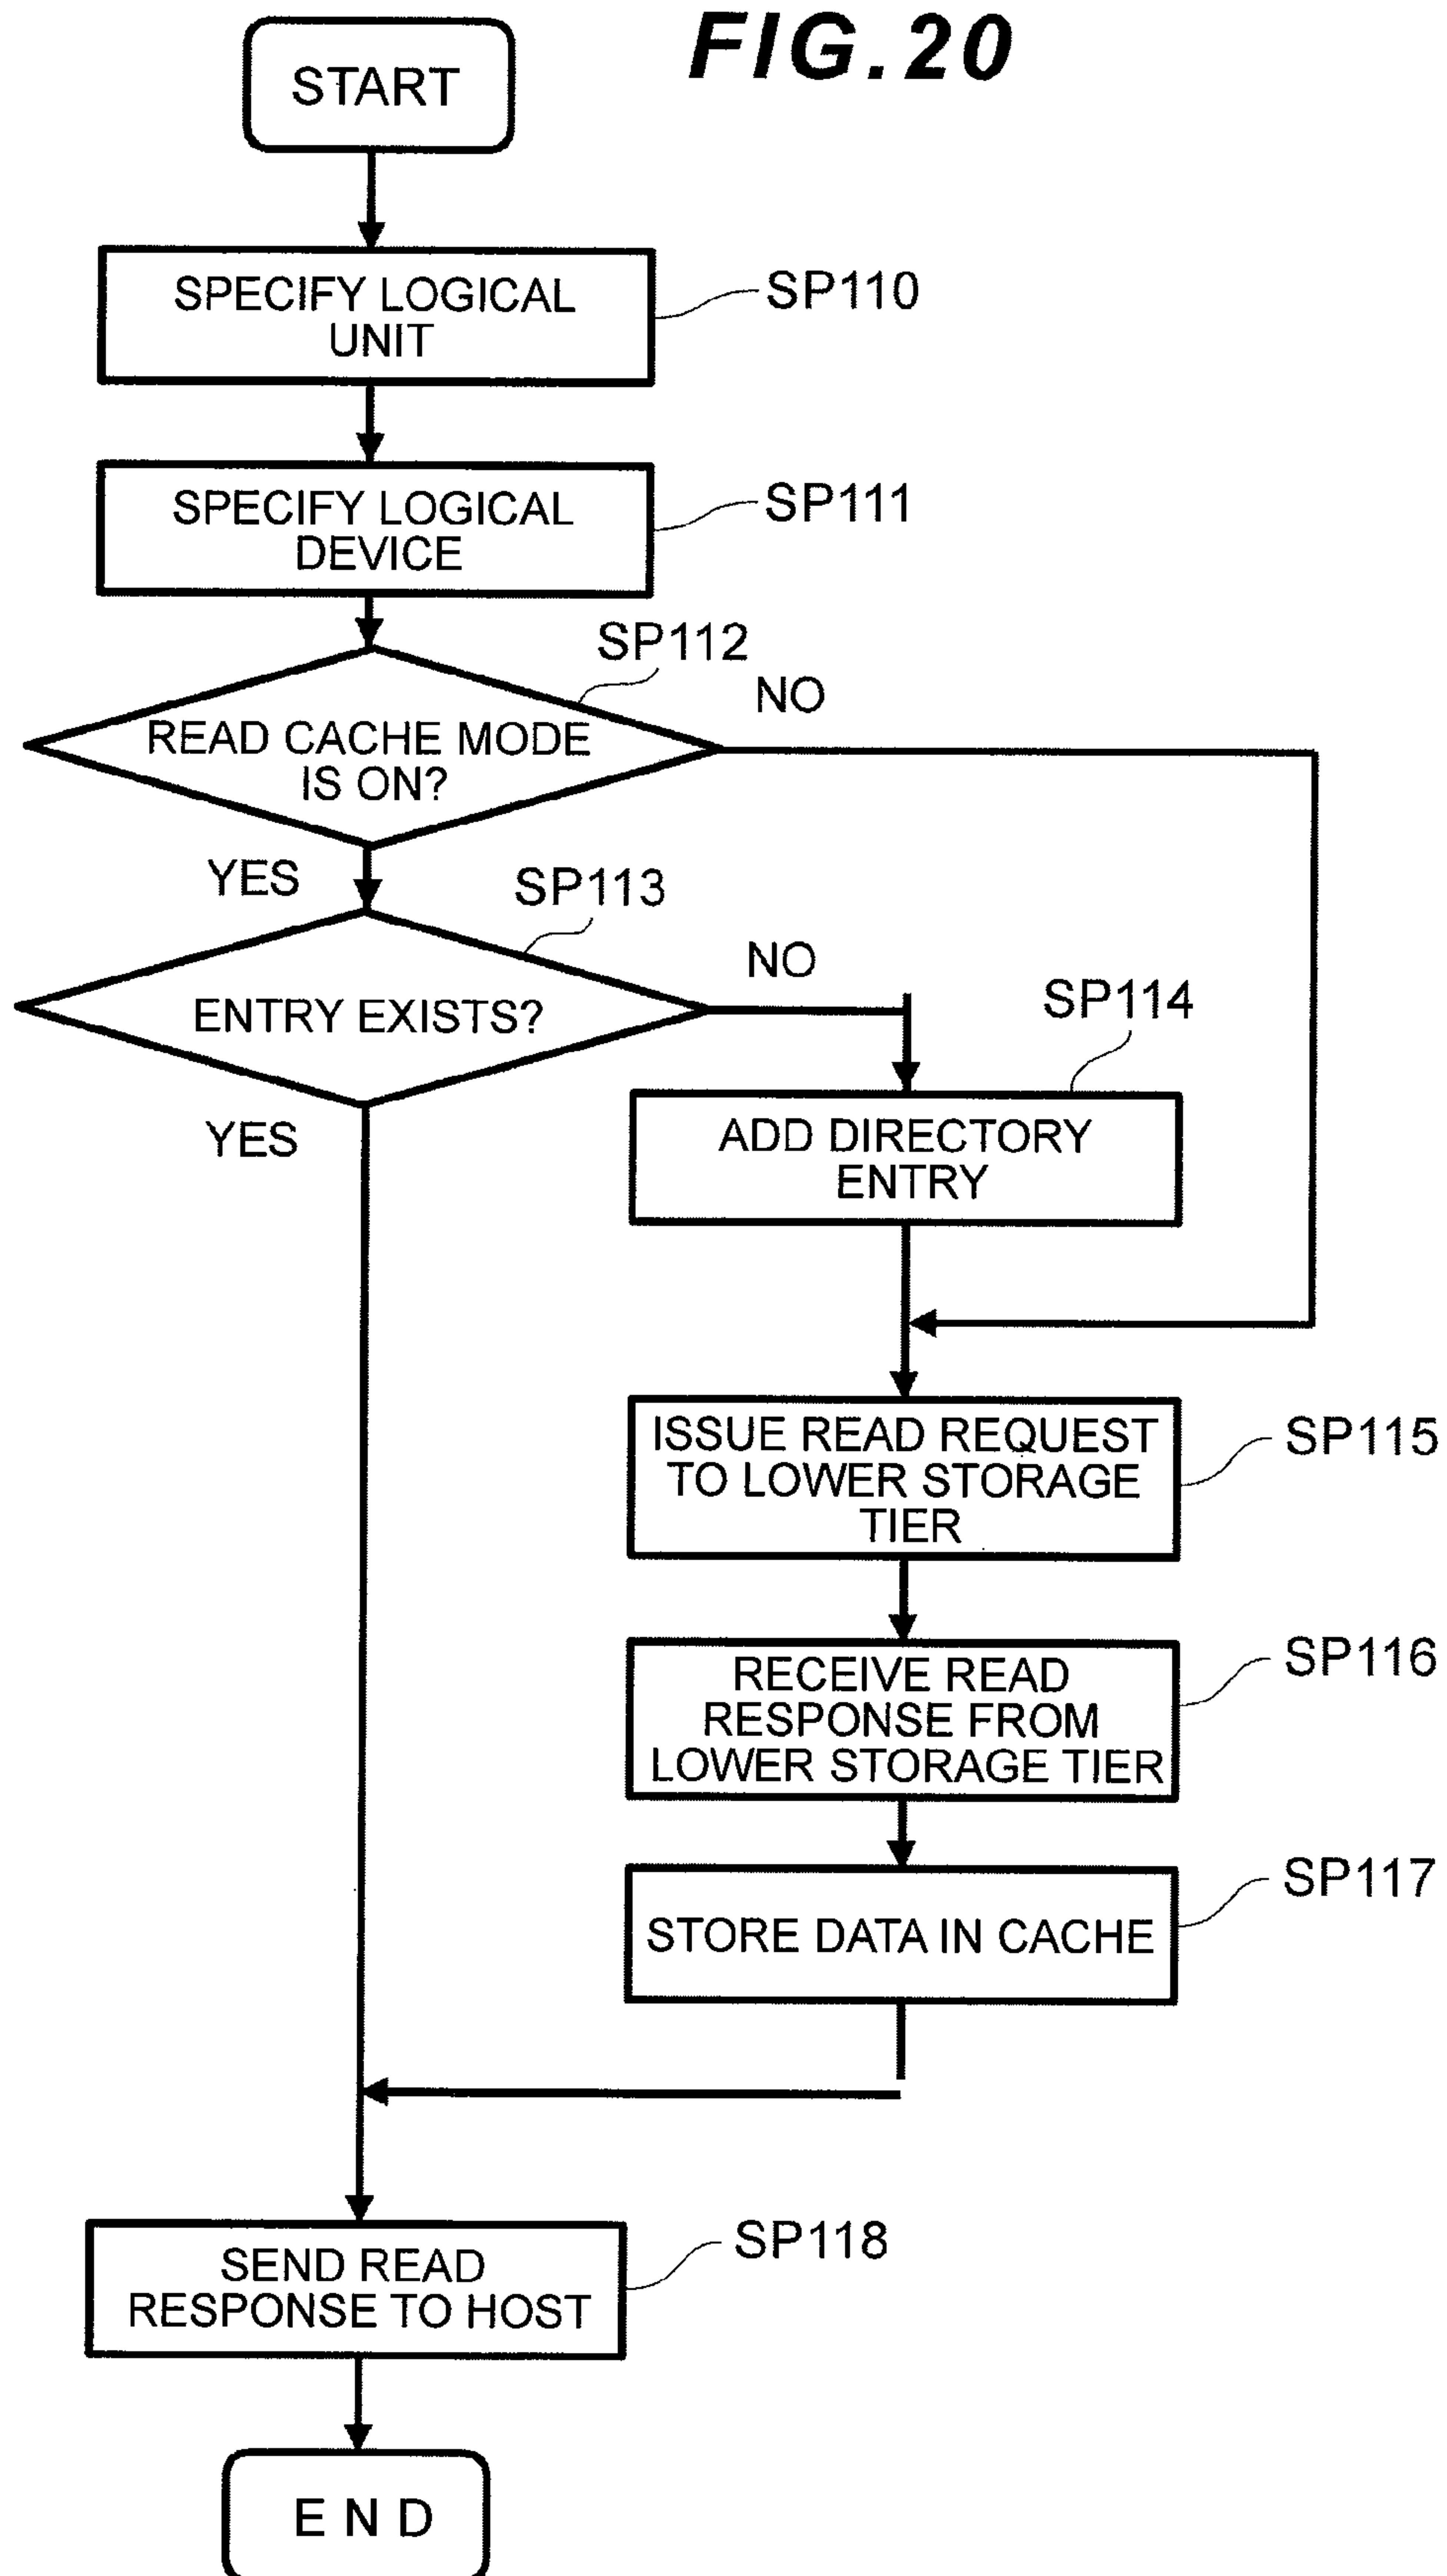 FIG.20
START
SPECIFY LOGICAL
UNIT
SP110
SPECIFY LOGICAL
DEVICE
SP111
SP112
NO
READ CACHE MODE
IS ON?
YES
SP113
NO
ENTRY EXISTS?
SP114
YES
ADD DIRECTORY
ENTRY
ISSUE READ REQUEST
TO LOWER STORAGE
TIER
SP115
RECEIVE READ
RESPONSE FROM
LOWER STORAGE TIER
SP116
STORE DATA IN CACHE
SP117
SEND READ
RESPONSE TO HOST
SP118
END